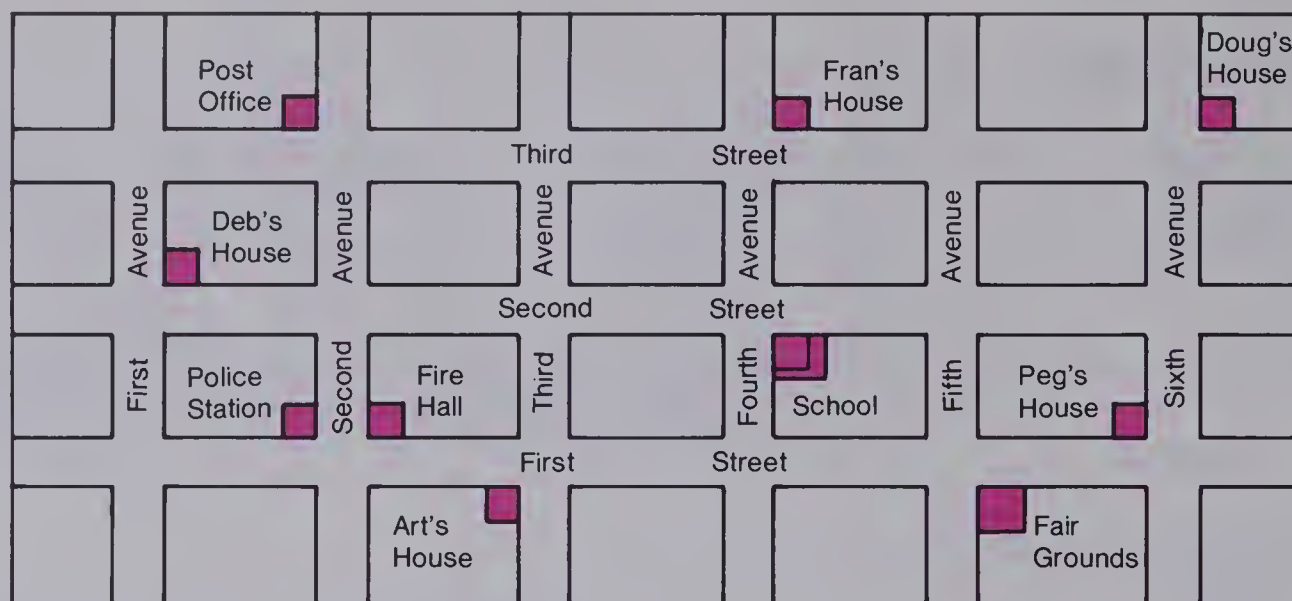 Post
Office
Fran's
House
Doug's
House
Third Street
Avenue
Deb's
House
Avenue
Avenue
Avenue
Avenue
Avenue
Second Street
First
Police
Station
Second
Fire
Hall
Third
Fourth
School
Fifth
Peg's
House
Sixth
First Street
Art's
House
Fair
Grounds